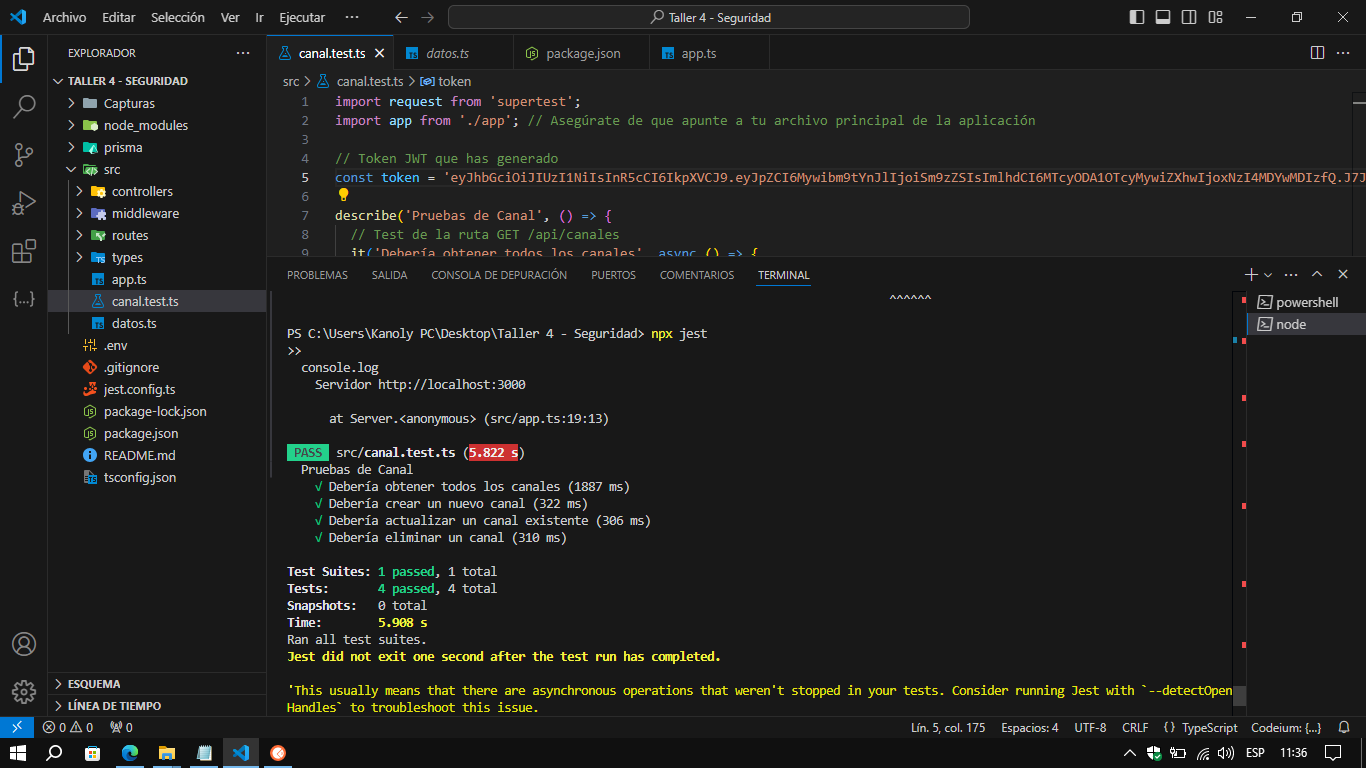 Archivo Editar Selección Ver Ir Ejecutar ···
Taller 4 - Seguridad
EXPLORADOR
TALLER 4 - SEGURIDAD
Capturas
node_modules
prisma
src
controllers
middleware
routes
types
app.ts
canal.test.ts
datos.ts
.env
.gitignore
jest.config.ts
package-lock.json
package.json
README.md
tsconfig.json
ESQUEMA
LÍNEA DE TIEMPO
canal.test.ts datos.ts package.json app.ts
src > canal.test.ts > token
1 import request from 'supertest';
2 import app from './app'; // Asegúrate de que apunte a tu archivo principal de la aplicación
3
4 // Token JWT que has generado
5 const token = 'eyJhbGciOiJIUzI1NiIsInR5cCI6IkpXVCJ9.
6
7 describe('Pruebas de Canal', () => {
8 // Test de la ruta GET /api/canales
9 it('Debería obtener todos los canales', async () => {
PROBLEMAS SALIDA CONSOLA DE DEPURACIÓN PUERTOS COMENTARIOS TERMINAL
powershell
node
^^^^^^
PS C:\Users\Kanoly PC\Desktop\Taller 4 - Seguridad> npx jest
>>
console.log
Servidor http://localhost:3000
at Server.<anonymous> (src/app.ts:19:13)
PASS src/canal.test.ts (5.822 s)
Pruebas de Canal
√ Debería obtener todos los canales (1887 ms)
√ Debería crear un nuevo canal (322 ms)
√ Debería actualizar un canal existente (306 ms)
√ Debería eliminar un canal (310 ms)
Test Suites: 1 passed, 1 total
Tests: 4 passed, 4 total
Snapshots: 0 total
Time: 5.908 s
Ran all test suites.
Jest did not exit one second after the test run has completed.
'This usually means that there are asynchronous operations that weren't stopped in your tests. Consider running Jest with `--detectOpen
Handles` to troubleshoot this issue.
0 0 0 Lín. 5, col. 175 Espacios: 4 UTF-8 CRLF {} TypeScript Codeium: {...}
ESP 11:36